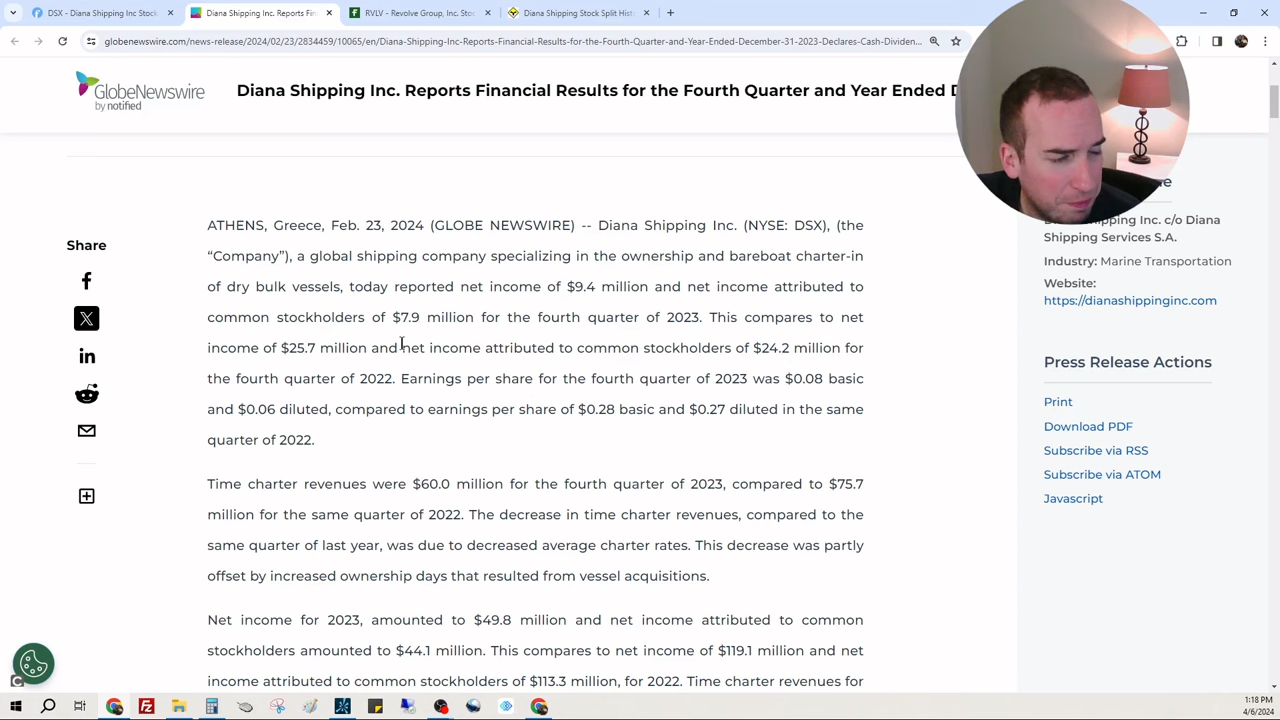 DSX - Diana Shipping Inc Stock
Diana Shipping Inc. Reports Fina
RVLV - Revolve Group, Inc. Stoc
Diana Shipping Stock Split Hist
globenewswire.com/news-release/2024/02/23/2834459/10065/en/Diana-Shipping-Inc-Reports-Financial-Results-for-the-Fourth-Quarter-and-Year-Ended-December-31-2023-Declares-Cash-Dividen...
GlobeNewswire
by notified
Diana Shipping Inc. Reports Financial Results for the Fourth Quarter and Year Ended
Share
ATHENS, Greece, Feb. 23, 2024 (GLOBE NEWSWIRE) -- Diana Shipping Inc. (NYSE: DSX), (the
“Company”), a global shipping company specializing in the ownership and bareboat charter-in
of dry bulk vessels, today reported net income of $9.4 million and net income attributed to
common stockholders of $7.9 million for the fourth quarter of 2023. This compares to net
income of $25.7 million and net income attributed to common stockholders of $24.2 million for
the fourth quarter of 2022. Earnings per share for the fourth quarter of 2023 was $0.08 basic
and $0.06 diluted, compared to earnings per share of $0.28 basic and $0.27 diluted in the same
quarter of 2022.
Time charter revenues were $60.0 million for the fourth quarter of 2023, compared to $75.7
million for the same quarter of 2022. The decrease in time charter revenues, compared to the
same quarter of last year, was due to decreased average charter rates. This decrease was partly
offset by increased ownership days that resulted from vessel acquisitions.
Net income for 2023, amounted to $49.8 million and net income attributed to common
stockholders amounted to $44.1 million. This compares to net income of $119.1 million and net
income attributed to common stockholders of $113.3 million, for 2022. Time charter revenues for
Shipping Inc. c/o Diana
Shipping Services S.A.
Industry: Marine Transportation
Website:
https://dianashippinginc.com
Press Release Actions
Print
Download PDF
Subscribe via RSS
Subscribe via ATOM
Javascript
1:18 PM
4/6/2024